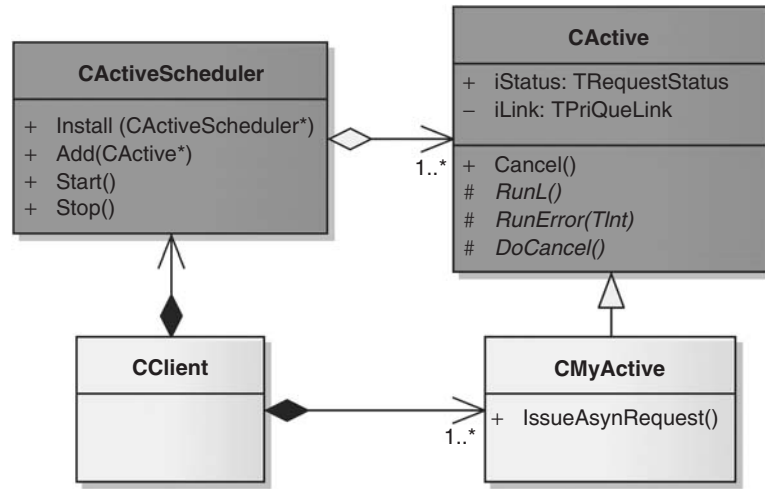 CActiveScheduler
+ Install (CActiveScheduler*)
+ Add(CActive*)
+ Start()
+ Stop()
1..*
CActive
+ iStatus: TRequestStatus
– iLink: TPriQueLink
+ Cancel()
# RunL()
# RunError(TInt)
# DoCancel()
CClient
1..*
CMyActive
+ IssueAsynRequest()